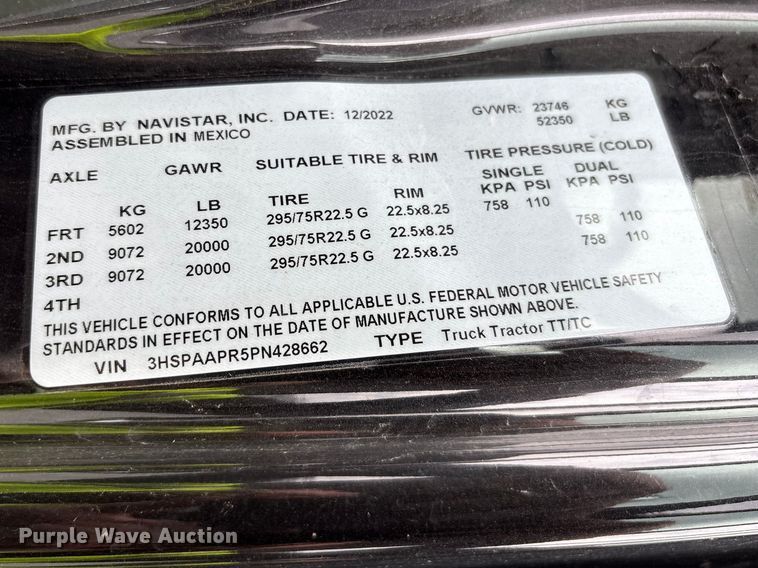 MFG. BY NAVISTAR, INC. DATE: 12/2022 GVWR: 23746 KG
ASSEMBLED IN MEXICO 52350 LB
AXLE GAWR SUITABLE TIRE & RIM TIRE PRESSURE (COLD)
SINGLE DUAL
KG LB TIRE RIM KPA PSI KPA PSI
FRT 5602 12350 295/75R22.5 G 22.5x8.25 758 110
2ND 9072 20000 295/75R22.5 G 22.5x8.25 758 110
3RD 9072 20000 295/75R22.5 G 22.5x8.25 758 110
4TH
THIS VEHICLE CONFORMS TO ALL APPLICABLE U.S. FEDERAL MOTOR VEHICLE SAFETY
STANDARDS IN EFFECT ON THE DATE OF MANUFACTURE SHOWN ABOVE.
VIN 3HSPAAPR5PN428662 TYPE Truck Tractor TT/TC
Purple Wave Auction